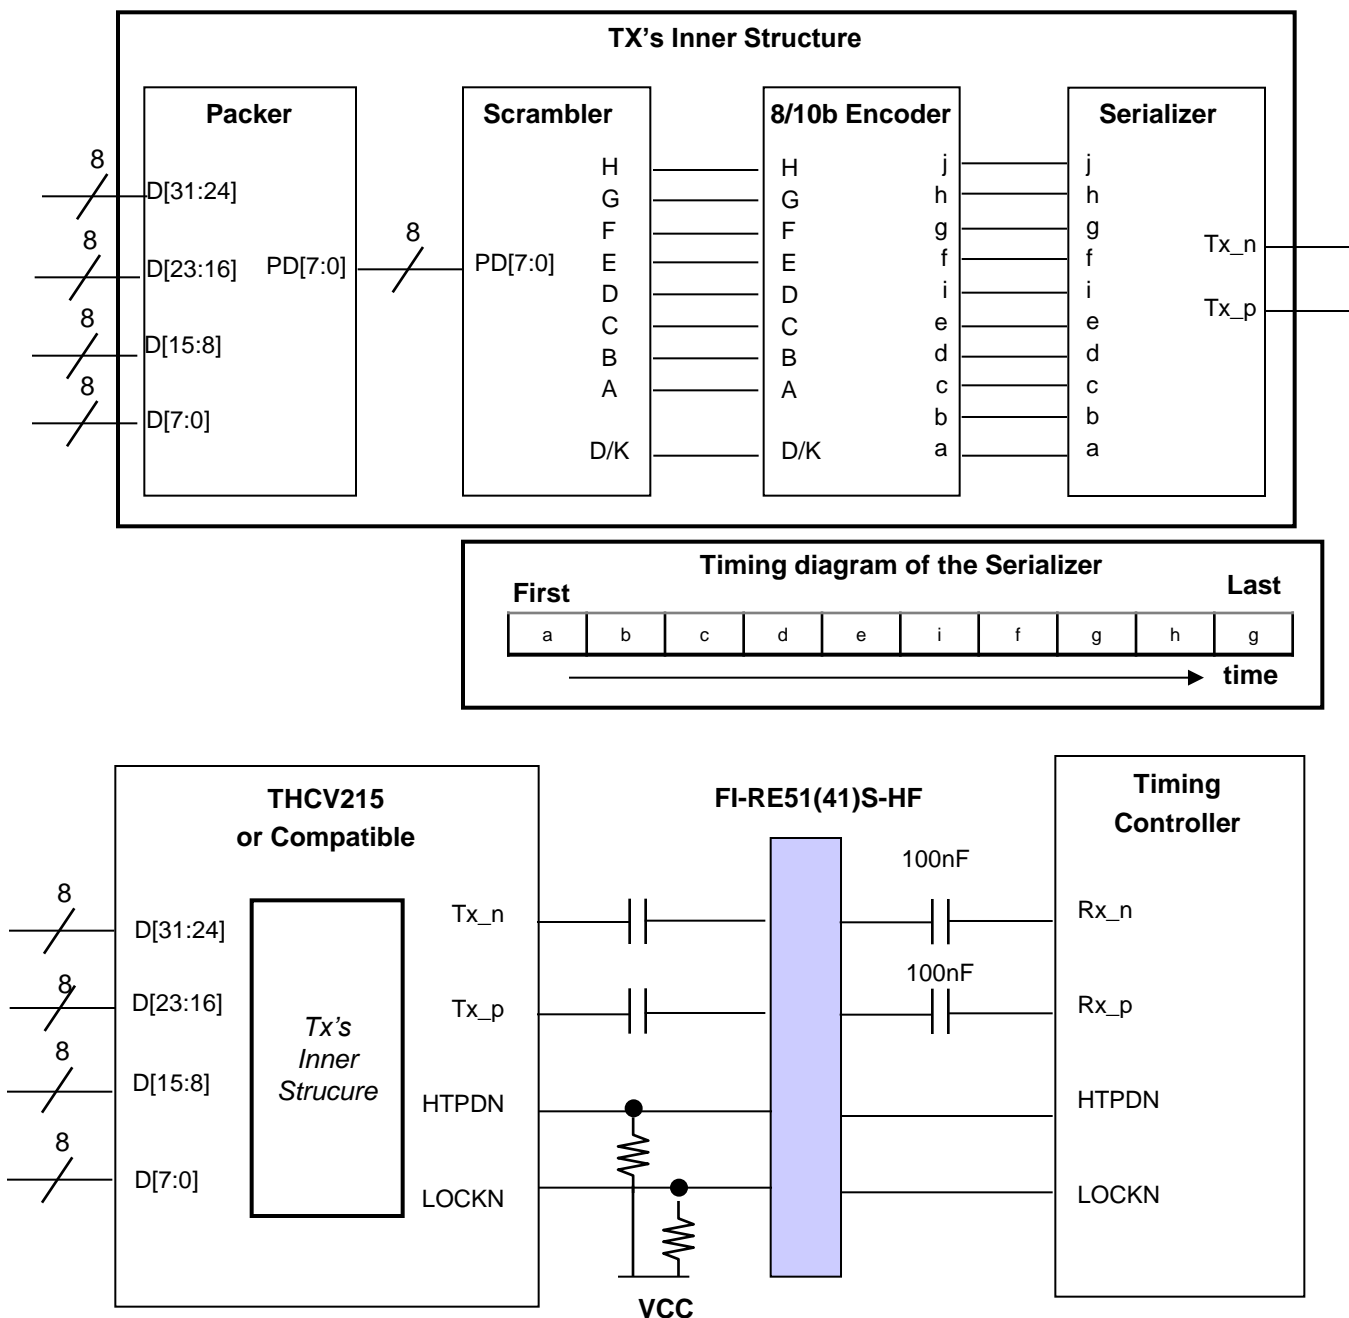 TX's Inner Structure
Packer
Scrambler
8/10b Encoder
Serializer
8
D[31:24]
8
D[23:16]
8
D[15:8]
8
D[7:0]
PD[7:0]
8
PD[7:0]
H
G
F
E
D
C
B
A
D/K
H
G
F
E
D
C
B
A
D/K
j
h
g
f
i
e
d
c
b
a
j
h
g
f
i
e
d
c
b
a
Tx_n
Tx_p
Timing diagram of the Serializer
First
Last
a b c d e i f g h g
time
THCV215
or Compatible
8
D[31:24]
8
D[23:16]
8
D[15:8]
8
D[7:0]
Tx's
Inner
Strucure
Tx_n
Tx_p
HTPDN
LOCKN
VCC
FI-RE51(41)S-HF
100nF
100nF
Timing
Controller
Rx_n
Rx_p
HTPDN
LOCKN